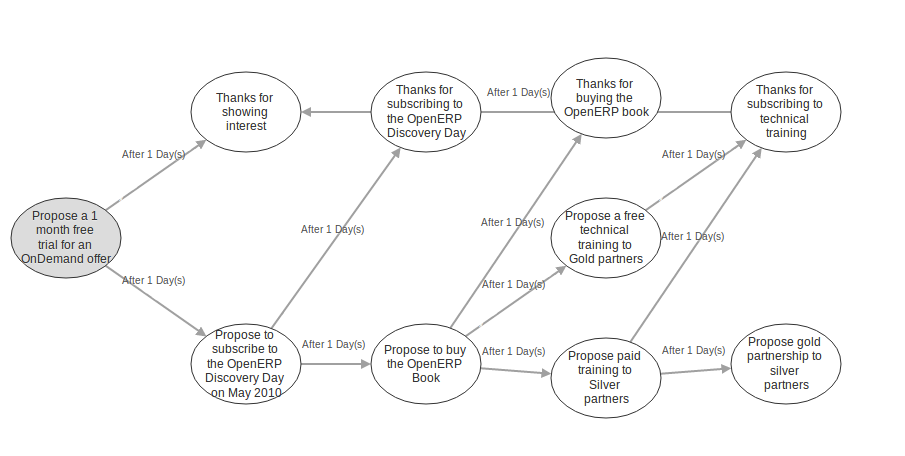 Thanks for
showing
interest
Thanks for
subscribing to
the OpenERP
Discovery Day
After 1 Day(s)
Thanks for
buying the
OpenERP book
Thanks for
subscribing to
technical
training
After 1 Day(s)
After 1 Day(s)
Propose a 1
month free
trial for an
OnDemand offer
After 1 Day(s)
After 1 Day(s)
Propose a free
technical
training to
Gold partners
After 1 Day(s)
After 1 Day(s)
After 1 Day(s)
Propose to
subscribe to
the OpenERP
Discovery Day
on May 2010
After 1 Day(s)
Propose to buy
the OpenERP
Book
After 1 Day(s)
Propose paid
training to
Silver
partners
After 1 Day(s)
Propose gold
partnership to
silver
partners